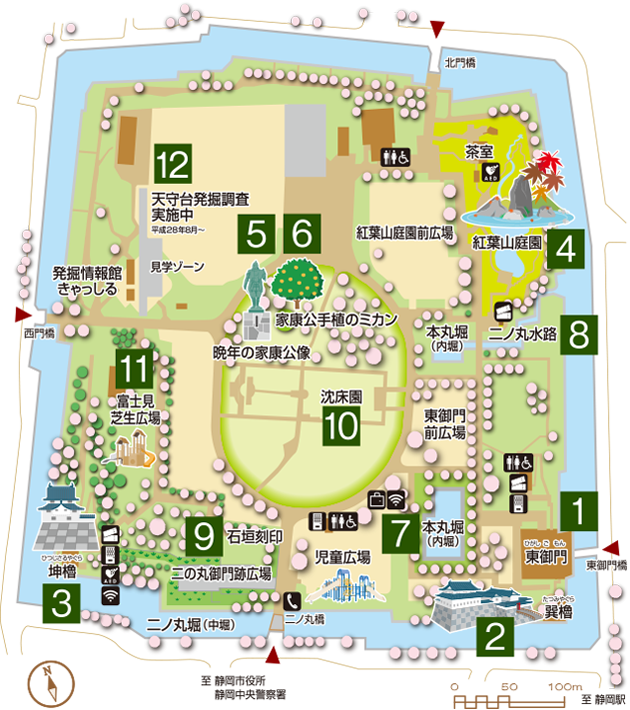 北門橋
茶室
AED
12
天守台発掘調査
実施中
平成28年8月～
5
6
紅葉山庭園前広場
紅葉山庭園
4
発掘情報館
きゃっしる
見学ゾーン
西門橋
家康公手植のミカン
晩年の家康公像
本丸堀
(内堀)
二ノ丸水路
8
11
富士見
芝生広場
沈床園
10
東御門
前広場
1
ひがしごもん
東御門
東御門橋
7
本丸堀
(内堀)
9
石垣刻印
二の丸御門跡広場
児童広場
ひつじさるやぐら
坤櫓
AED
3
たつみやぐら
巽櫓
2
二ノ丸堀（中堀）
二ノ丸橋
N
至 静岡市役所
静岡中央警察署
0 50 100m
至 静岡駅